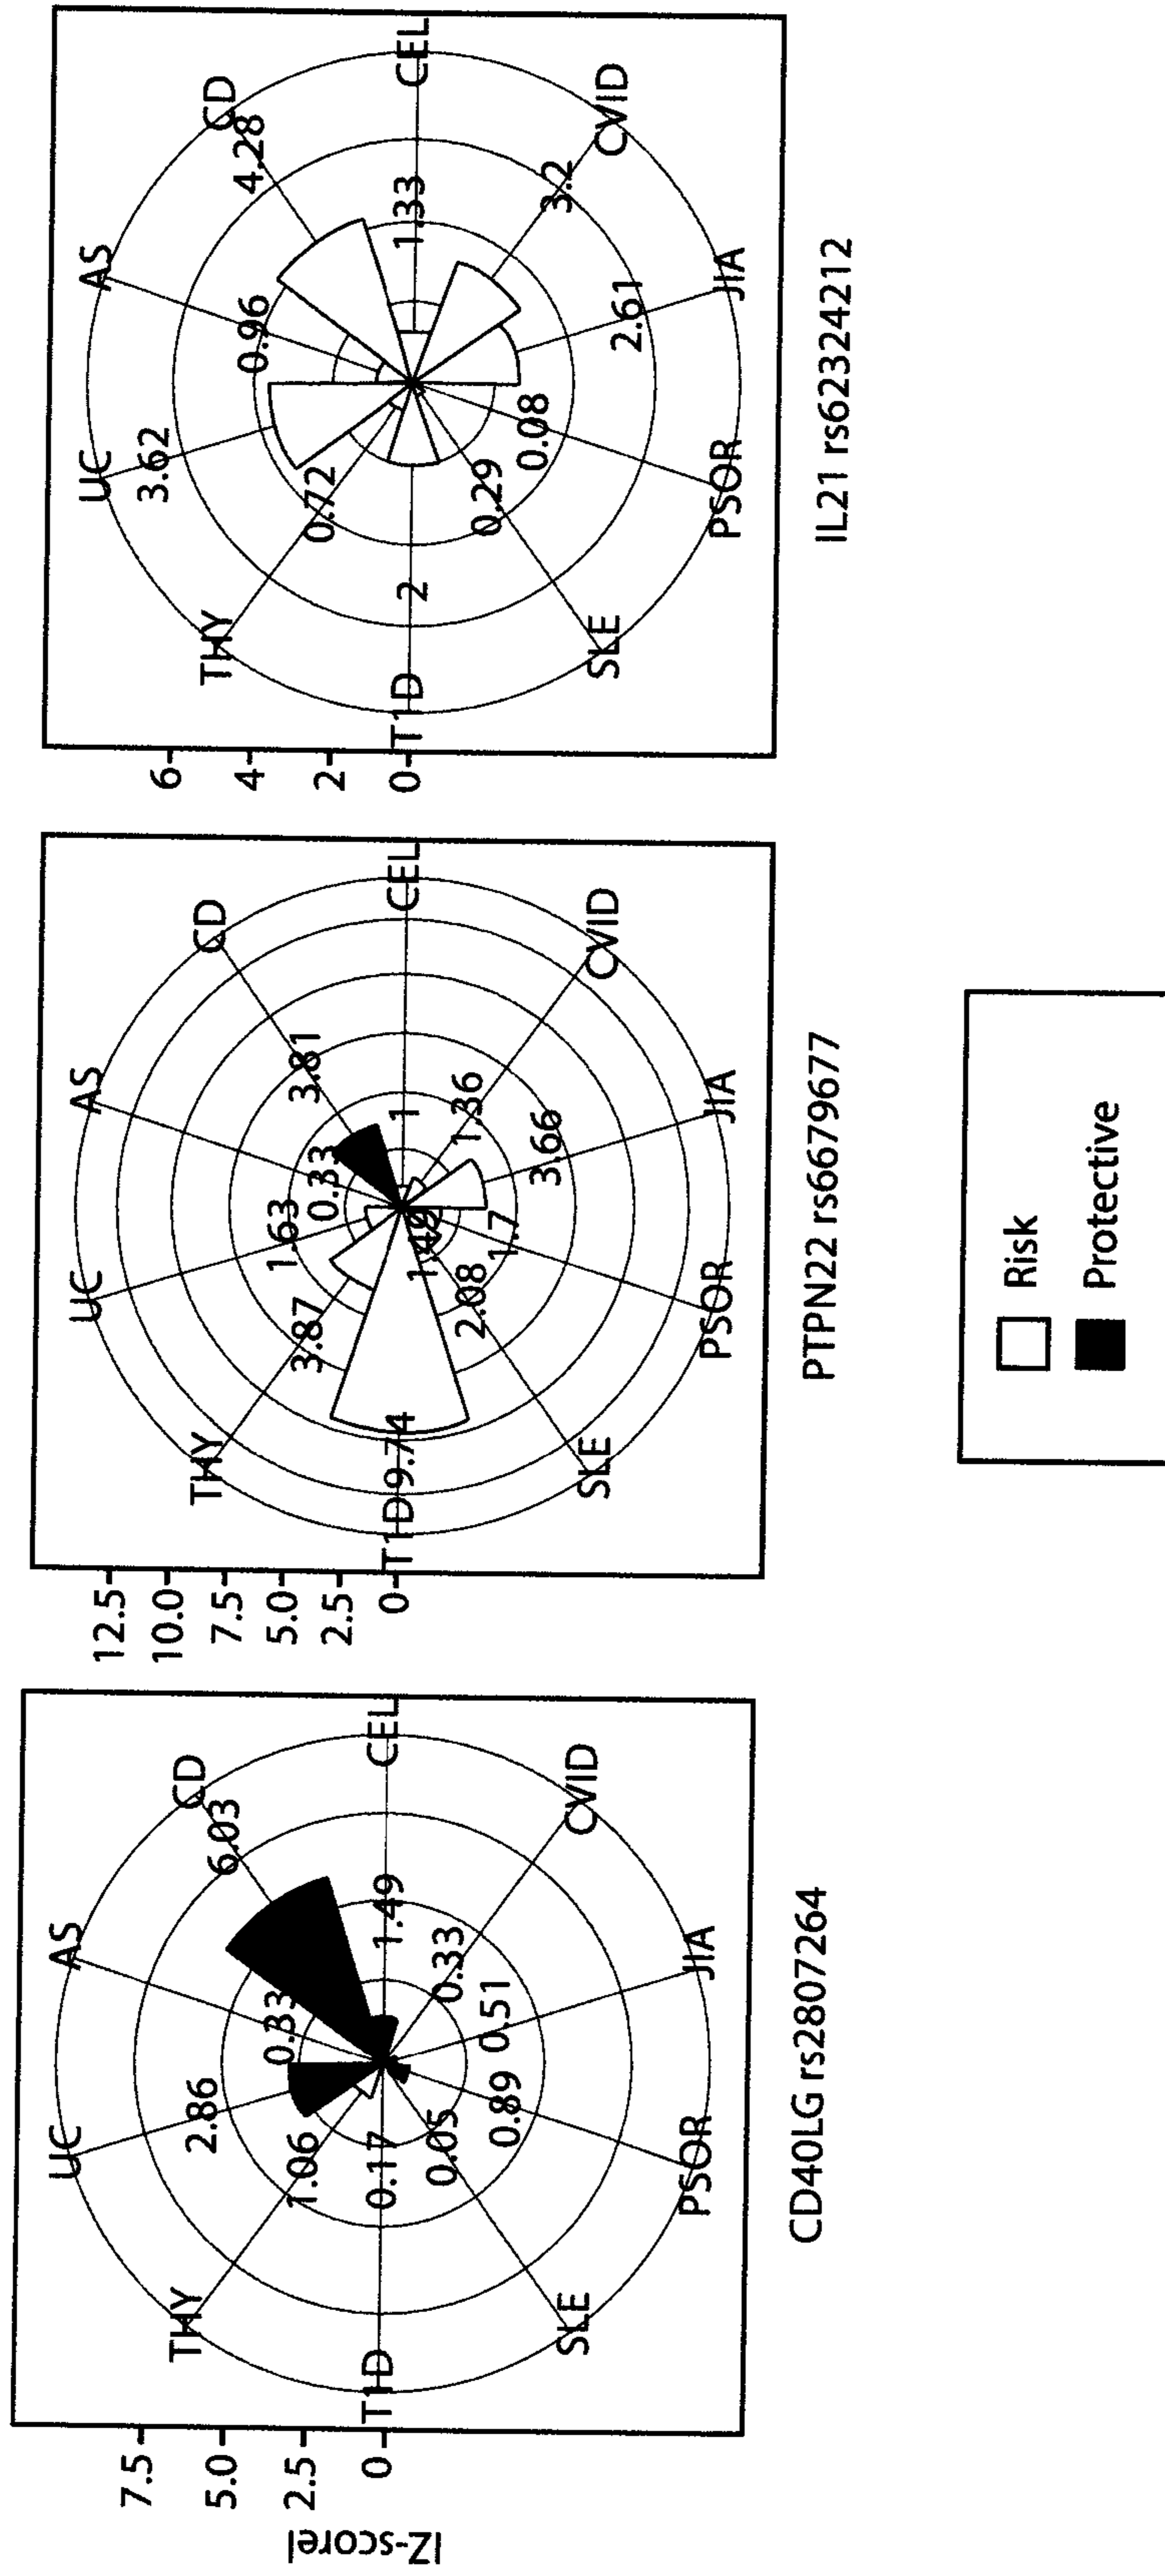 |Z-score|
7.5
5.0
2.5
0
UC
AS
THY
CD
T1D
CEL
SLE
CVID
PSOR
JIA
2.86
0.33
6.03
1.06
1.49
0.17
0.33
0.05
0.51
0.89
CD40LG rs2807264
12.5
10.0
7.5
5.0
2.5
0
UC
AS
THY
CD
T1D
CEL
SLE
CVID
PSOR
JIA
1.63
0.33
3.81
3.87
1
9.74
1.49
1.36
2.08
1.7
3.66
PTPN22 rs6679677
6
4
2
0
UC
AS
THY
CD
T1D
CEL
SLE
CVID
PSOR
JIA
3.62
0.96
4.28
0.72
1.33
2
3.2
0.29
0.08
2.61
IL21 rs62324212
Risk
Protective